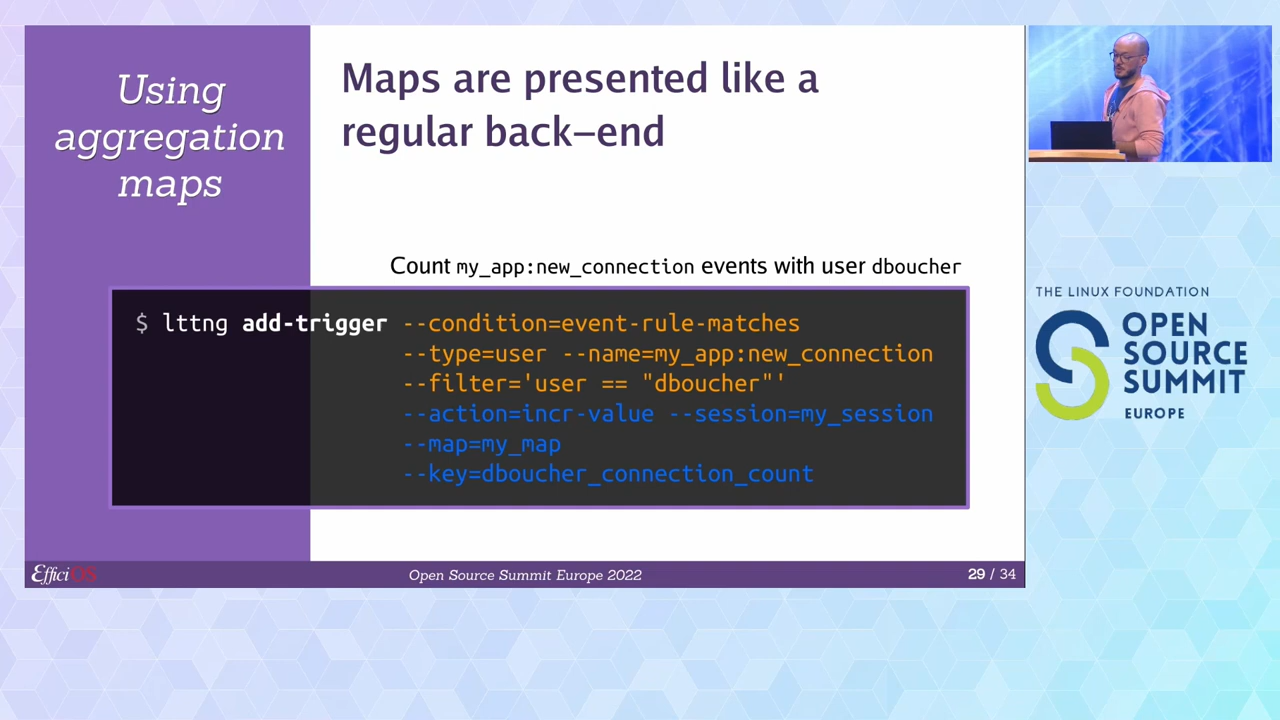 Using
aggregation
maps
Maps are presented like a
regular back–end
Count my_app:new_connection events with user dboucher
$ lttng add-trigger --condition=event-rule-matches
--type=user --name=my_app:new_connection
--filter='user == "dboucher"'
--action=incr-value --session=my_session
--map=my_map
--key=dboucher_connection_count
EfficiOS
Open Source Summit Europe 2022
29 / 34
THE LINUX FOUNDATION
OPEN
SOURCE
SUMMIT
EUROPE